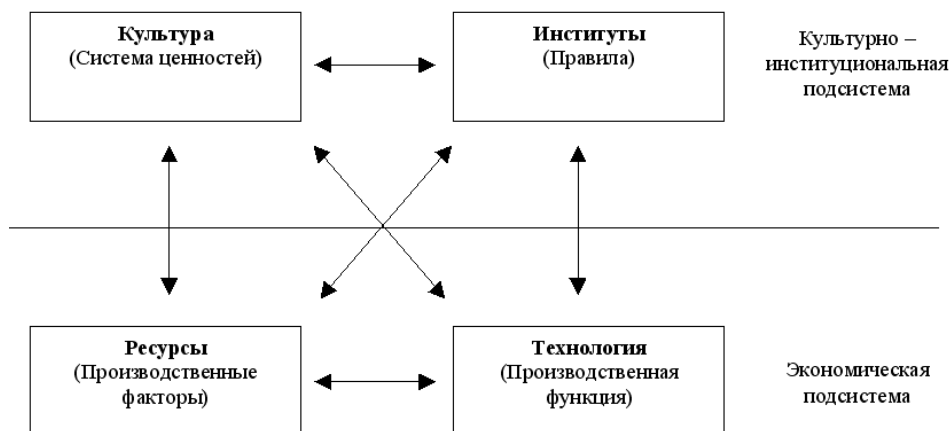 Культура
(Система ценностей)
Институты
(Правила)
Культурно –
институциональная
подсистема
Ресурсы
(Производственные
факторы)
Технология
(Производственная
функция)
Экономическая
подсистема